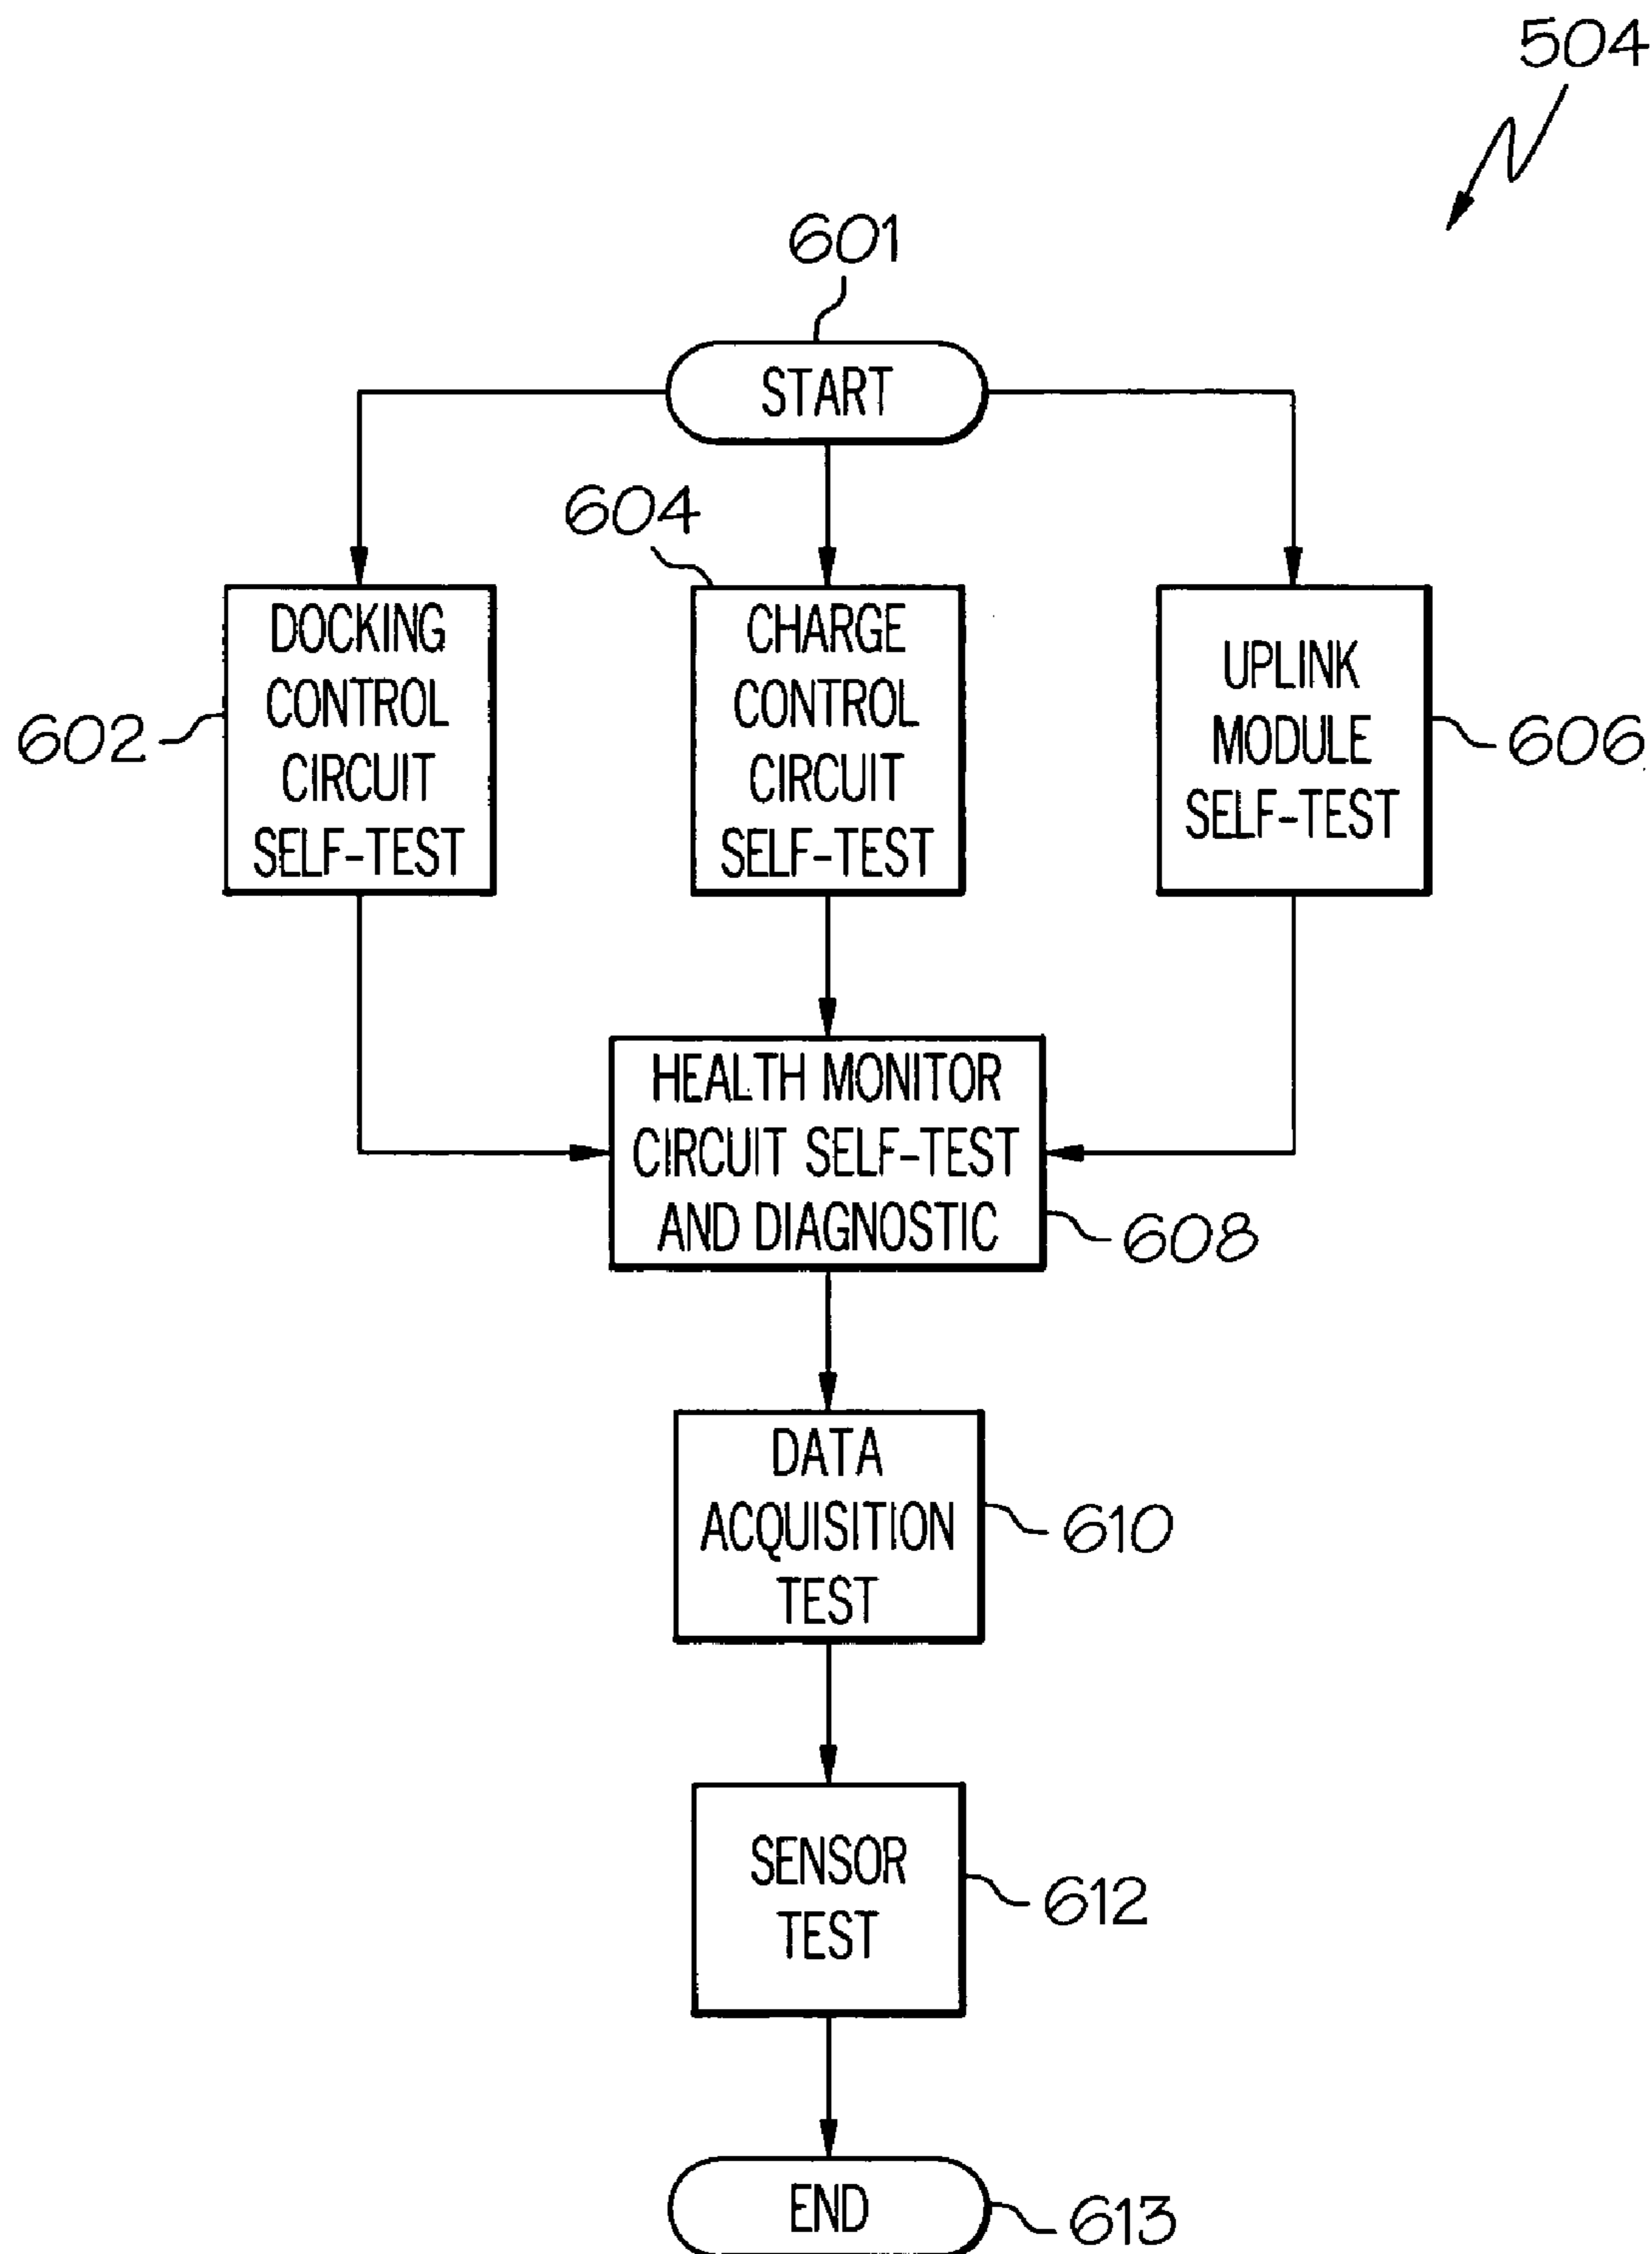 504
601
START
604
DOCKING
CONTROL
CIRCUIT
SELF-TEST
602
CHARGE
CONTROL
CIRCUIT
SELF-TEST
UPLINK
MODULE
SELF-TEST
606
HEALTH MONITOR
CIRCUIT SELF-TEST
AND DIAGNOSTIC
608
DATA
ACQUISITION
TEST
610
SENSOR
TEST
612
END
613